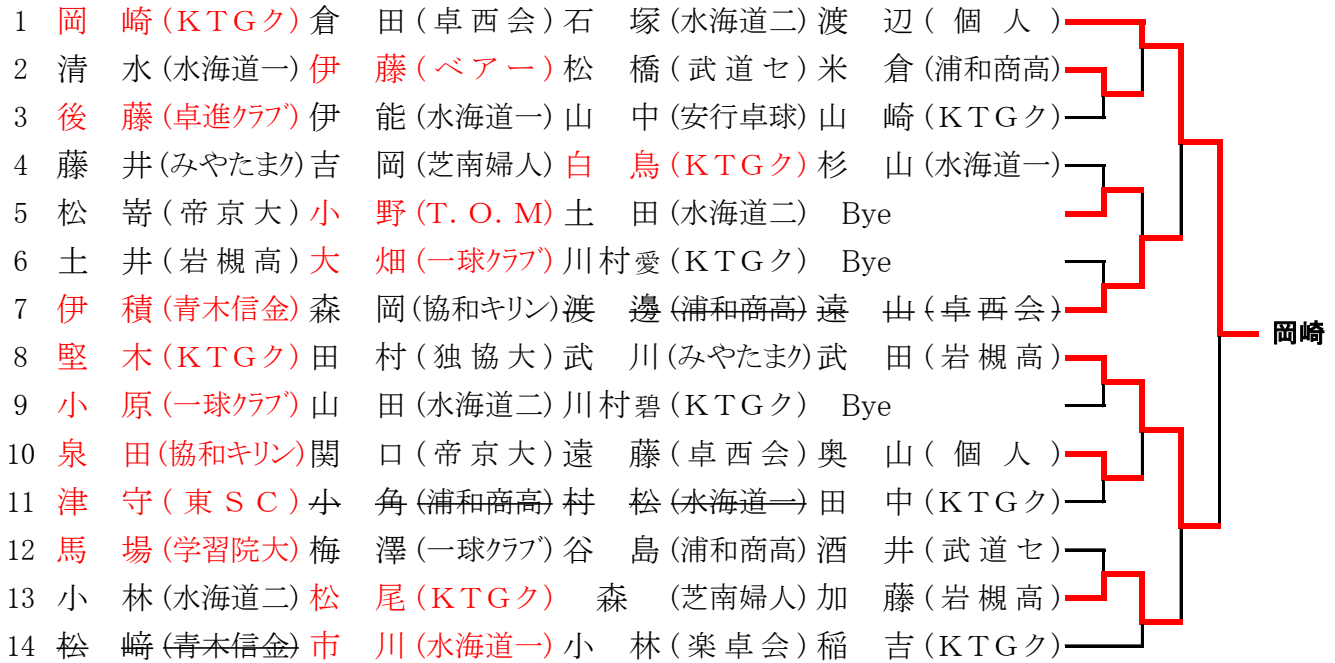 1 岡 崎(KTGク) 倉 田(卓西会) 石 塚(水海道二) 渡 辺(個 人)
2 清 水(水海道一) 伊 藤(ベアー) 松 橋(武道セ) 米 倉(浦和商高)
3 後 藤(卓進クラブ) 伊 能(水海道一) 山 中(安行卓球) 山 崎(KTGク)
4 藤 井(みやたまク) 吉 岡(芝南婦人) 白 鳥(KTGク) 杉 山(水海道一)
5 松 嵜(帝京大) 小 野(T.O.M) 土 田(水海道二) Bye
6 土 井(岩槻高) 大 畑(一球クラブ) 川村愛(KTGク) Bye
7 伊 積(青木信金) 森 岡(協和キリン) 渡 邊(浦和商高) 遠 山(卓西会)
岡崎
8 堅 木(KTGク) 田 村(独協大) 武 川(みやたまク) 武 田(岩槻高)
9 小 原(一球クラブ) 山 田(水海道二) 川村碧(KTGク) Bye
10 泉 田(協和キリン) 関 口(帝京大) 遠 藤(卓西会) 奥 山(個 人)
11 津 守(東SC) 小 角(浦和商高) 村 松(水海道一) 田 中(KTGク)
12 馬 場(学習院大) 梅 澤(一球クラブ) 谷 島(浦和商高) 酒 井(武道セ)
13 小 林(水海道二) 松 尾(KTGク) 森 (芝南婦人) 加 藤(岩槻高)
14 松 﨑(青木信金) 市 川(水海道一) 小 林(楽卓会) 稲 吉(KTGク)